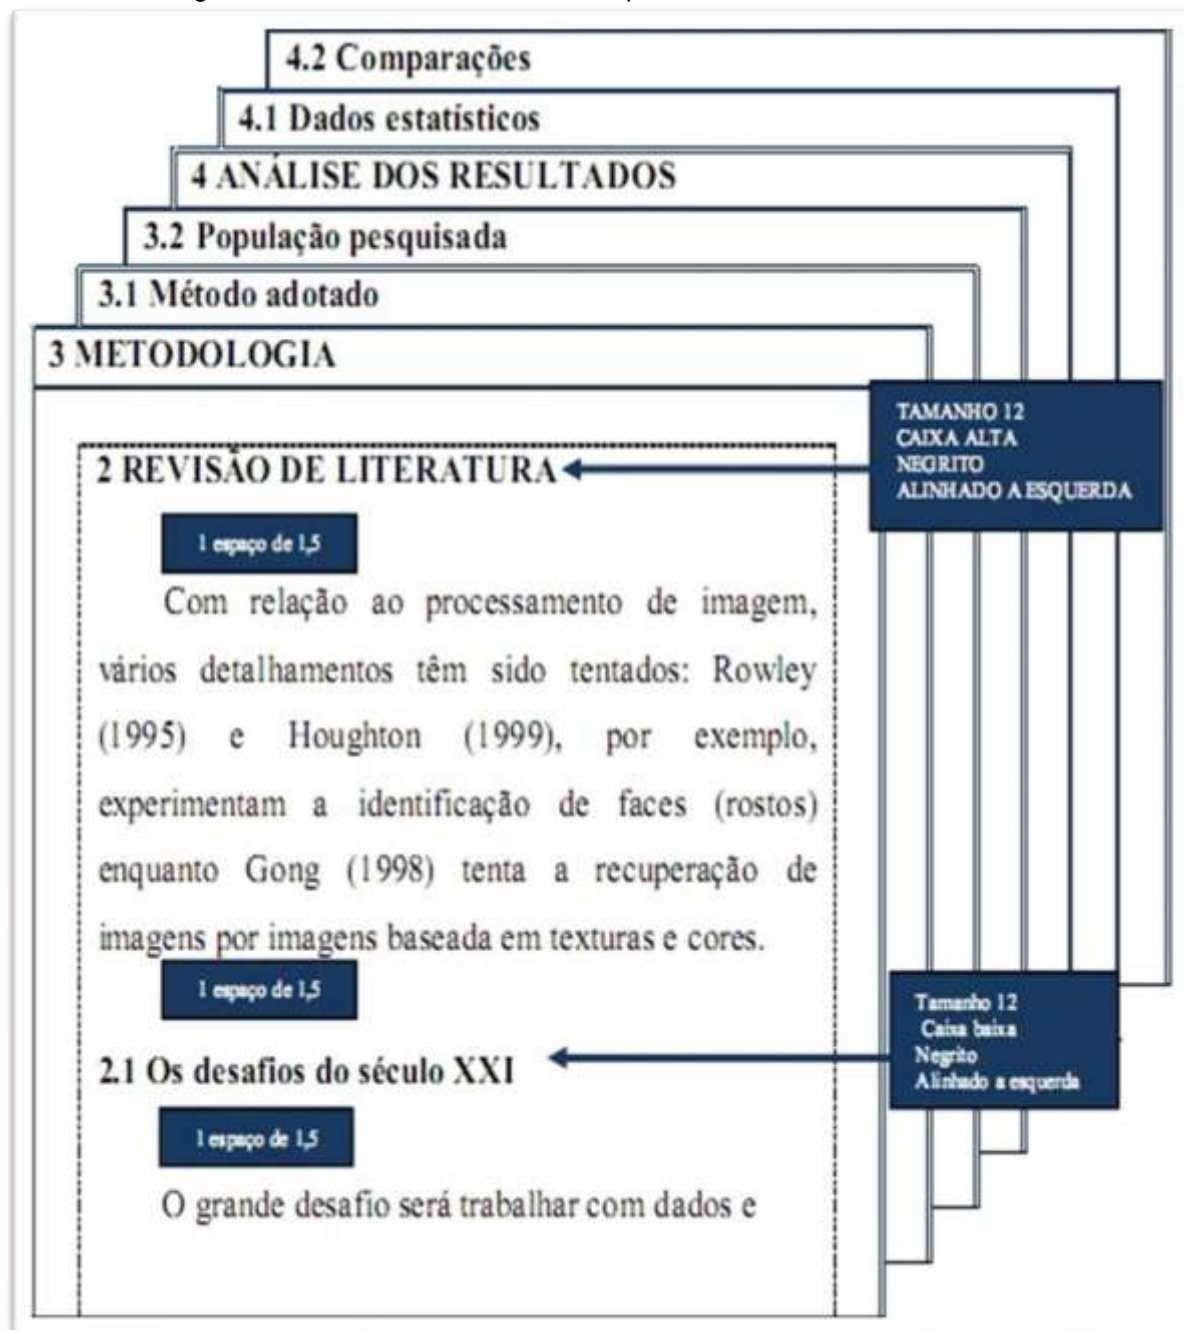 4.2 Comparações
4.1 Dados estatísticos
4 ANÁLISE DOS RESULTADOS
3.2 População pesquisada
3.1 Método adotado
3 METODOLOGIA
TAMANHO 12
CAIXA ALTA
NEGRITO
ALINHADO A ESQUERDA
2 REVISÃO DE LITERATURA
1 espaço de 1,5
Com relação ao processamento de imagem,
vários detalhamentos têm sido tentados: Rowley
(1995) e Houghton (1999), por exemplo,
experimentam a identificação de faces (rostos)
enquanto Gong (1998) tenta a recuperação de
imagens por imagens baseada em texturas e cores.
1 espaço de 1,5
Tamanho 12
Caixa baixa
Negrito
Alinhado a esquerda
2.1 Os desafios do século XXI
1 espaço de 1,5
O grande desafio será trabalhar com dados e